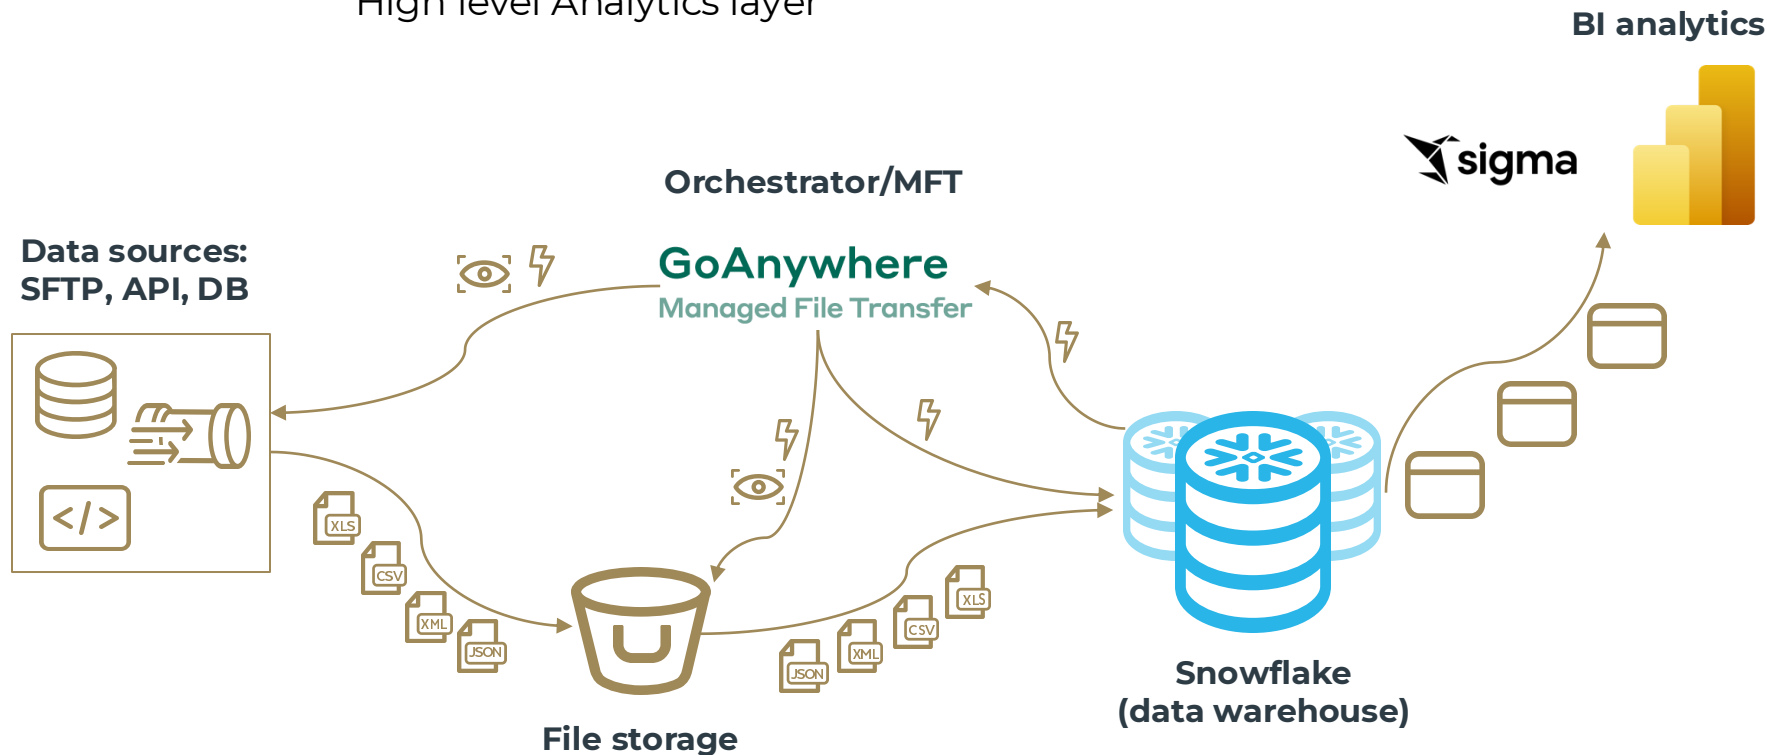 High level Analytics layer
BI analytics
sigma
Orchestrator/MFT
GoAnywhere
Managed File Transfer
Data sources:
SFTP, API, DB
</>
XLS
CSV
XML
JSON
JSON
XML
CSV
XLS
File storage
Snowflake
(data warehouse)